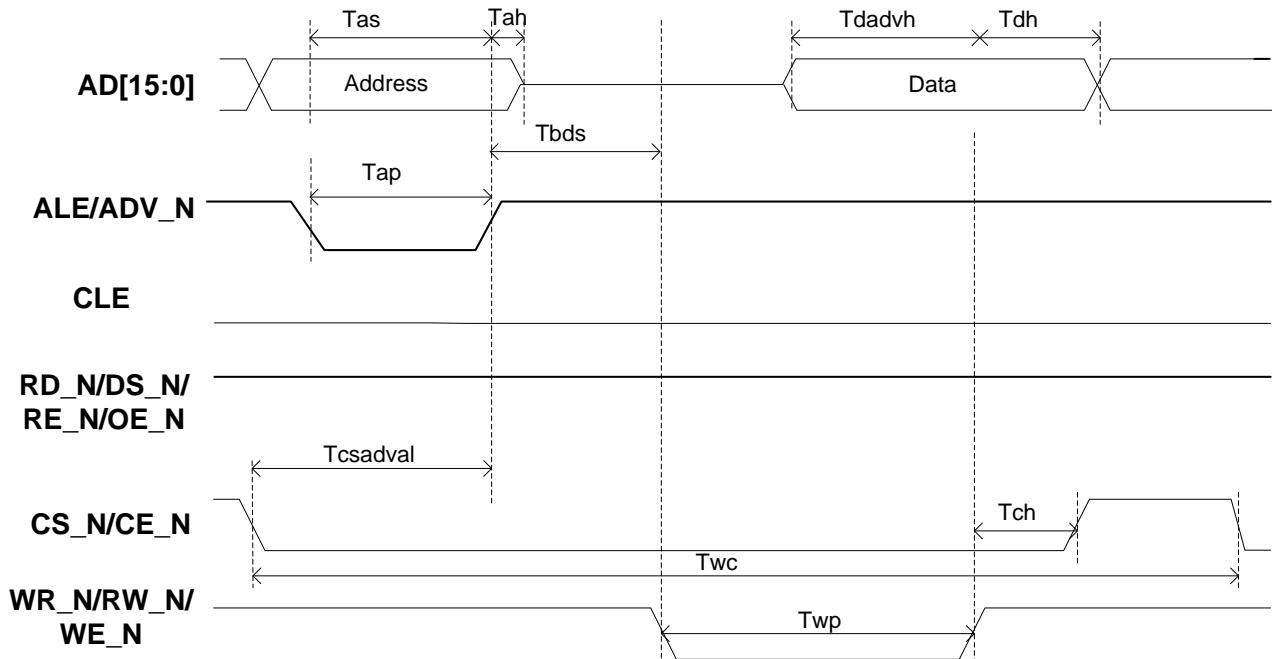 Tas Tah Tdadvh Tdh
AD[15:0] Address Data
Tbds
Tap
ALE/ADV_N
CLE
RD_N/DS_N/
RE_N/OE_N
Tcsadval
CS_N/CE_N Tch
Twc
WR_N/RW_N/
WE_N Twp